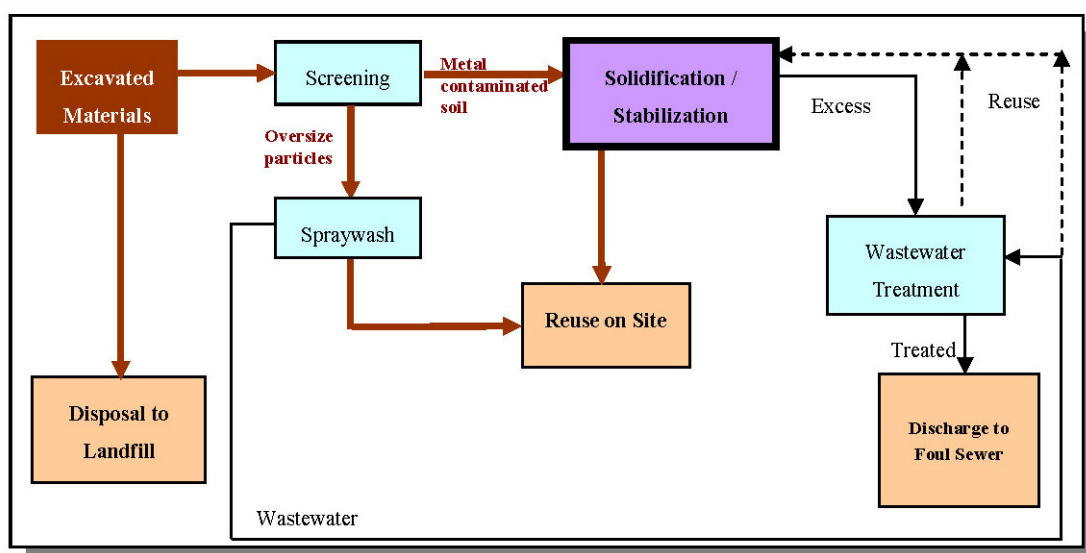 Excavated
Materials
Screening
Metal
contaminated
soil
Solidification /
Stabilization
Excess
Reuse
Oversize
particles
Spraywash
Wastewater
Treatment
Reuse on Site
Treated
Disposal to
Landfill
Discharge to
Foul Sewer
Wastewater